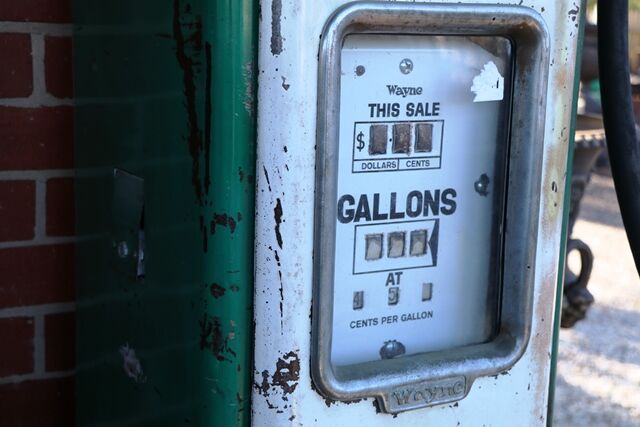 Wayne
THIS SALE
$
DOLLARS CENTS
GALLONS
AT
CENTS PER GALLON
Wayne